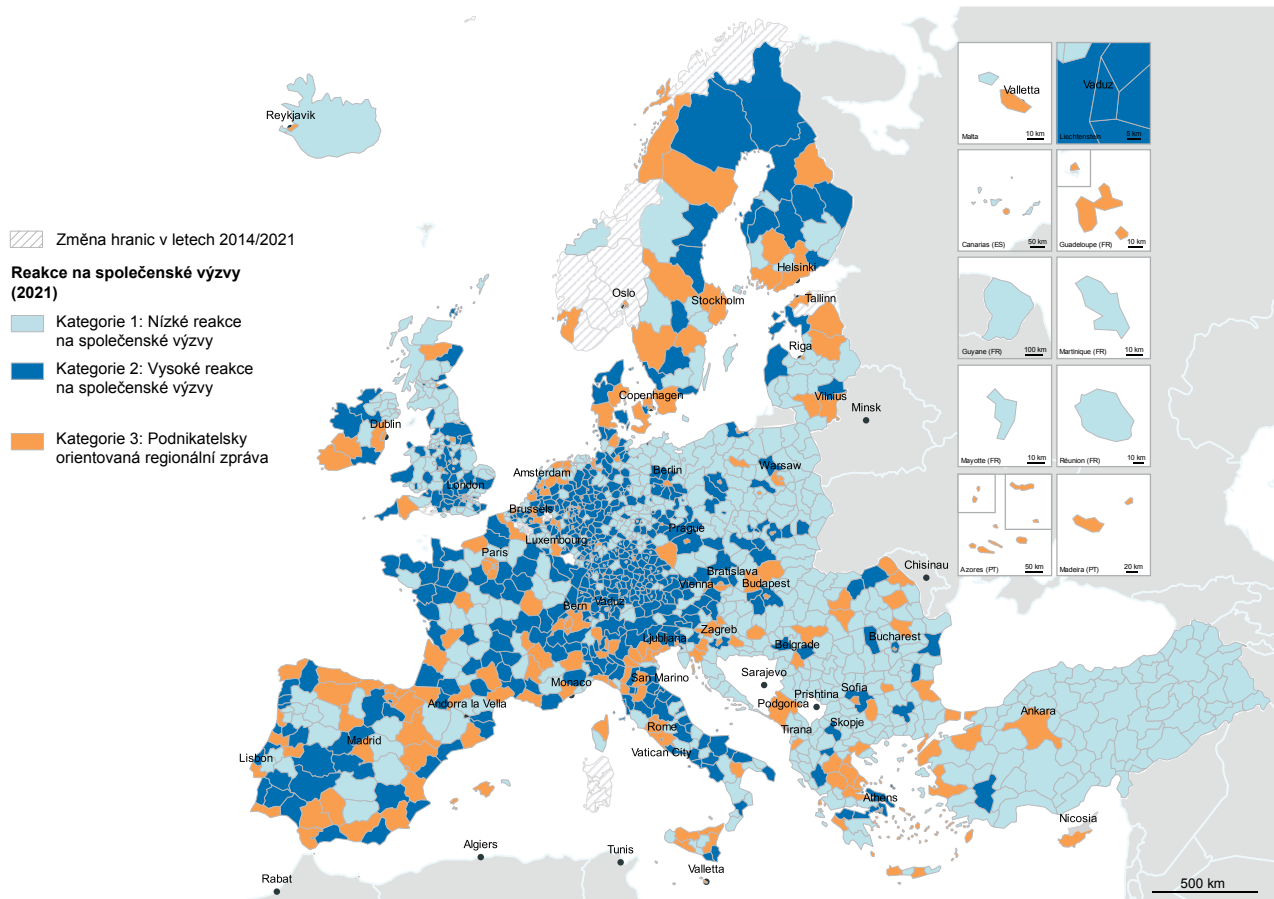 Změna hranic v letech 2014/2021
Reakce na společenské výzvy
(2021)
Kategorie 1: Nízké reakce
na společenské výzvy
Kategorie 2: Vysoké reakce
na společenské výzvy
Kategorie 3: Podnikatelsky
orientovaná regionální zpráva
Reykjavik
Oslo
Stockholm
Helsinki
Tallinn
Riga
Vilnius
Minsk
Copenhagen
Dublin
London
Amsterdam
Brussels
Luxembourg
Paris
Berlin
Warsaw
Prague
Bratislava
Vienna
Budapest
Chisinau
Bern
Vaduz
Ljubljana
Zagreb
Belgrade
Bucharest
Monaco
San Marino
Sarajevo
Prishtina
Sofia
Podgorica
Skopje
Tirana
Andorra la Vella
Madrid
Lisbon
Rome
Vatican City
Ankara
Athens
Nicosia
Algiers
Tunis
Valletta
Rabat
500 km
Valletta
Malta
10 km
Vaduz
Liechtenstein
5 km
Canarias (ES)
50 km
Guadeloupe (FR)
10 km
Guyane (FR)
100 km
Martinique (FR)
10 km
Mayotte (FR)
10 km
Réunion (FR)
10 km
Azores (PT)
50 km
Madeira (PT)
20 km